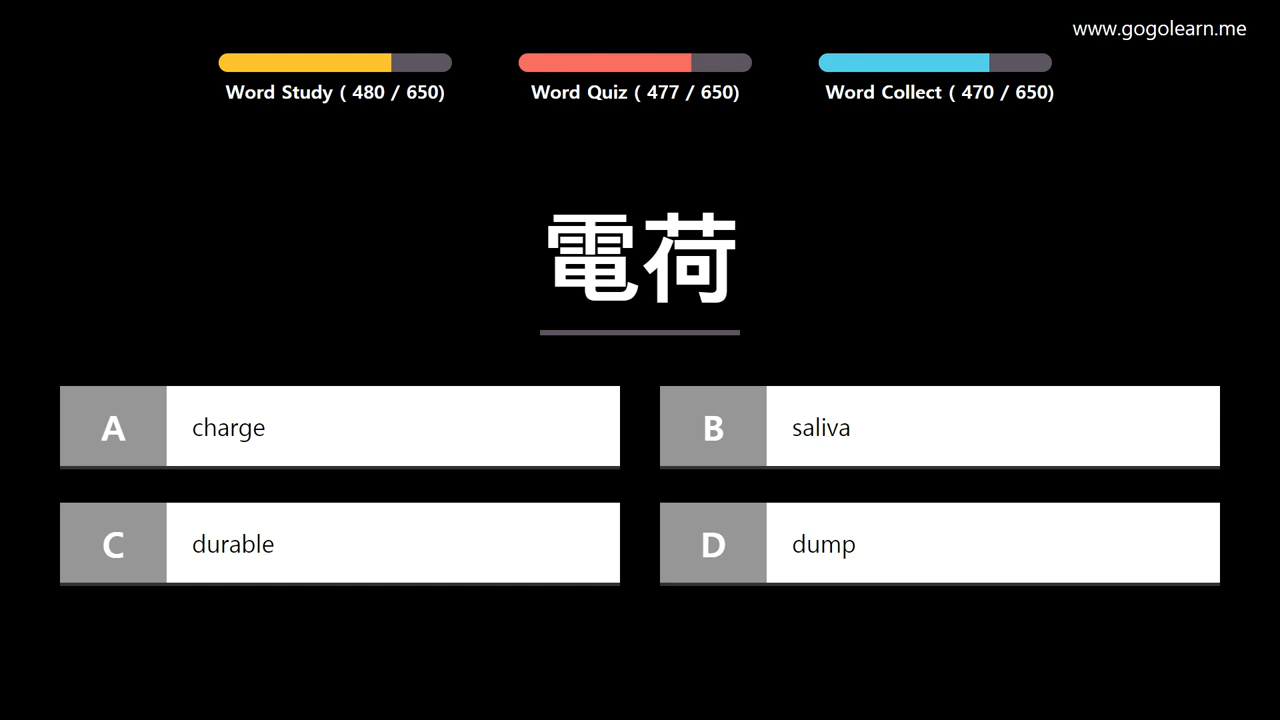 www.gogolearn.me
Word Study ( 480 / 650)
Word Quiz ( 477 / 650)
Word Collect ( 470 / 650)
電荷
A charge
B saliva
C durable
D dump